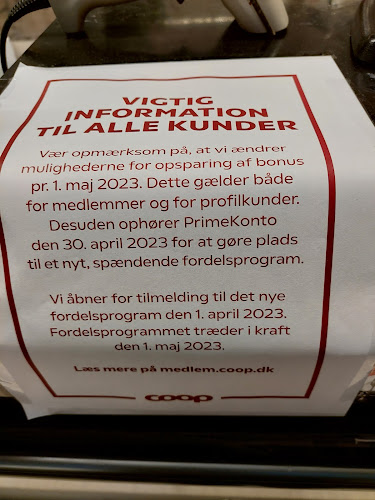 VIGTIG
INFORMATION
TIL ALLE KUNDER
Vær opmærksom på, at vi ændrer
mulighederne for opsparing af bonus
pr. 1. maj 2023. Dette gælder både
for medlemmer og for profilkunder.
Desuden ophører PrimeKonto
den 30. april 2023 for at gøre plads
til et nyt, spændende fordelsprogram.
Vi åbner for tilmelding til det nye
fordelsprogram den 1. april 2023.
Fordelsprogrammet træder i kraft
den 1. maj 2023.
Læs mere på medlem.coop.dk
coop